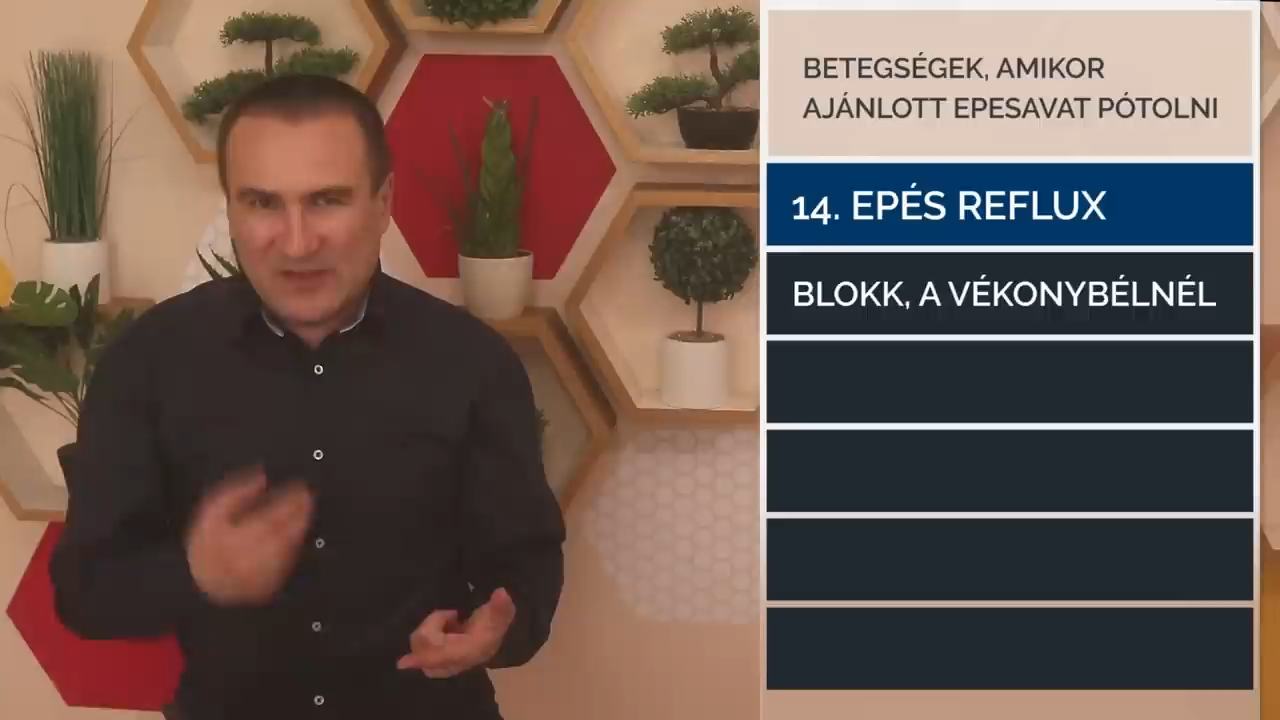 BETEGSÉGEK, AMIKOR
AJÁNLOTT EPESAVAT PÓTOLNI
14. EPÉS REFLUX
BLOKK, A VÉKONYBÉLNÉL